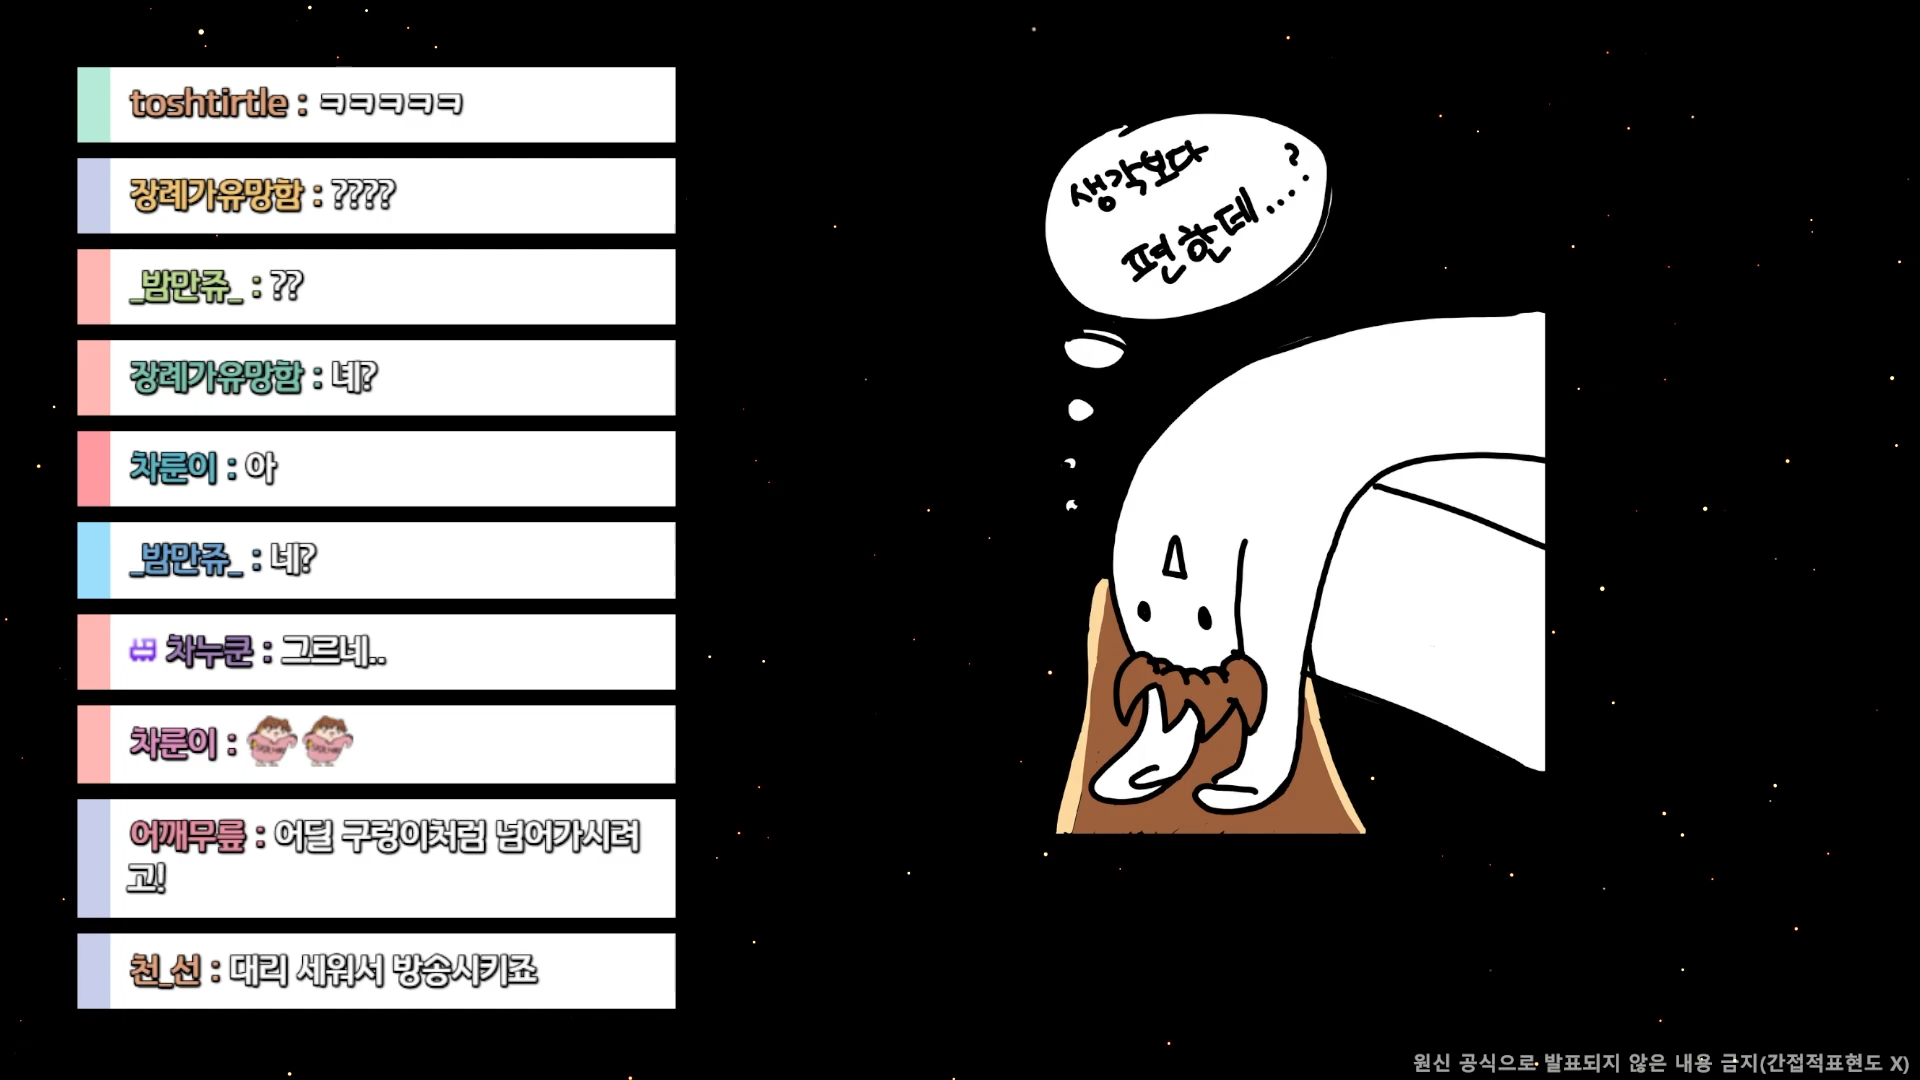 toshtirtle : ㅋㅋㅋㅋㅋ
장례가유망함 : ????
_밤만쥬_ : ??
장례가유망함 : 네?
차룬이 : 아
_밤만쥬_ : 네?
차누쿤 : 그르네..
차룬이 :
어깨무릎 : 어딜 구렁이처럼 넘어가시려
고!
천_선 : 대리 세워서 방송시키죠
생각보다
편한데....?
원신 공식으로 발표되지 않은 내용 금지(간접적표현도 X)